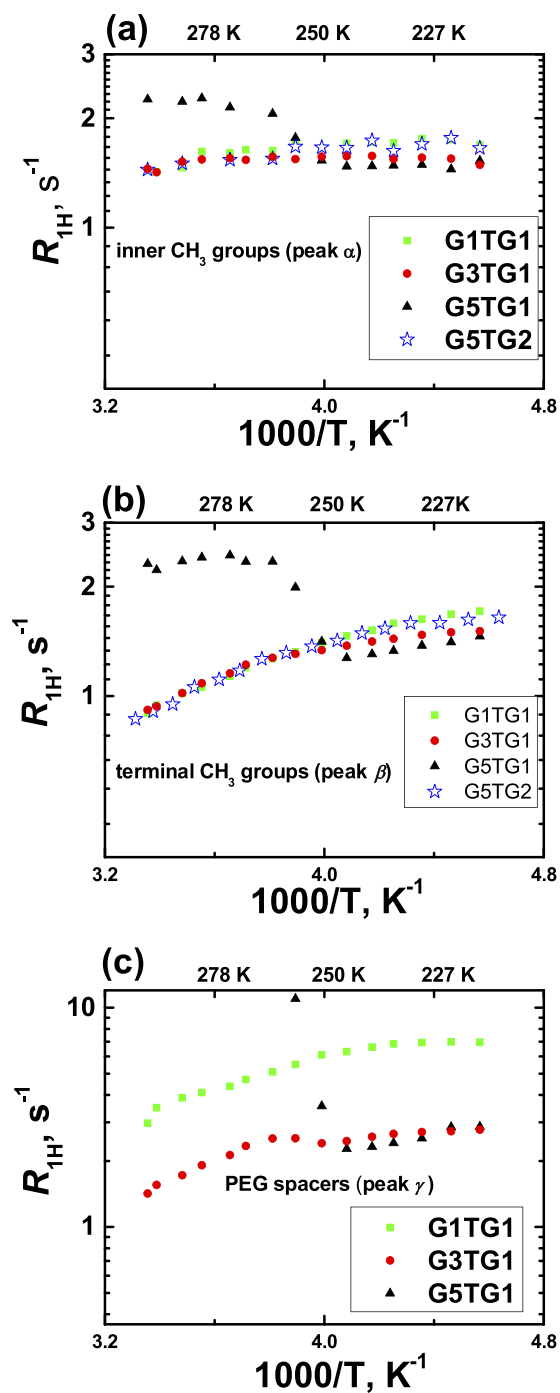 (a)
278 K 250 K 227 K
3
2
1
R1H, s-1
inner CH3 groups (peak α)
G1TG1
G3TG1
G5TG1
G5TG2
3.2 4.0 4.8
1000/T, K-1
(b)
278 K 250 K 227K
3
2
1
R1H, s-1
terminal CH3 groups (peak β)
G1TG1
G3TG1
G5TG1
G5TG2
3.2 4.0 4.8
1000/T, K-1
(c)
278 K 250 K 227 K
10
1
R1H, s-1
PEG spacers (peak γ)
G1TG1
G3TG1
G5TG1
3.2 4.0 4.8
1000/T, K-1